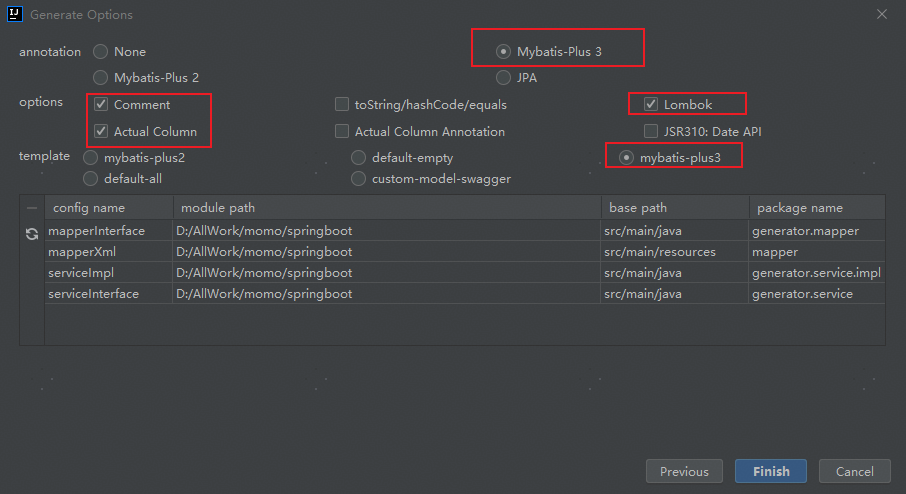 Generate Options
annotation None Mybatis-Plus 3
Mybatis-Plus 2 JPA
options Comment toString/hashCode/equals Lombok
Actual Column Actual Column Annotation JSR310: Date API
template mybatis-plus2 default-empty mybatis-plus3
default-all custom-model-swagger
config name module path base path package name
mapperInterface D:/AllWork/momo/springboot src/main/java generator.mapper
mapperXml D:/AllWork/momo/springboot src/main/resources mapper
serviceImpl D:/AllWork/momo/springboot src/main/java generator.service.impl
serviceInterface D:/AllWork/momo/springboot src/main/java generator.service
Previous Finish Cancel